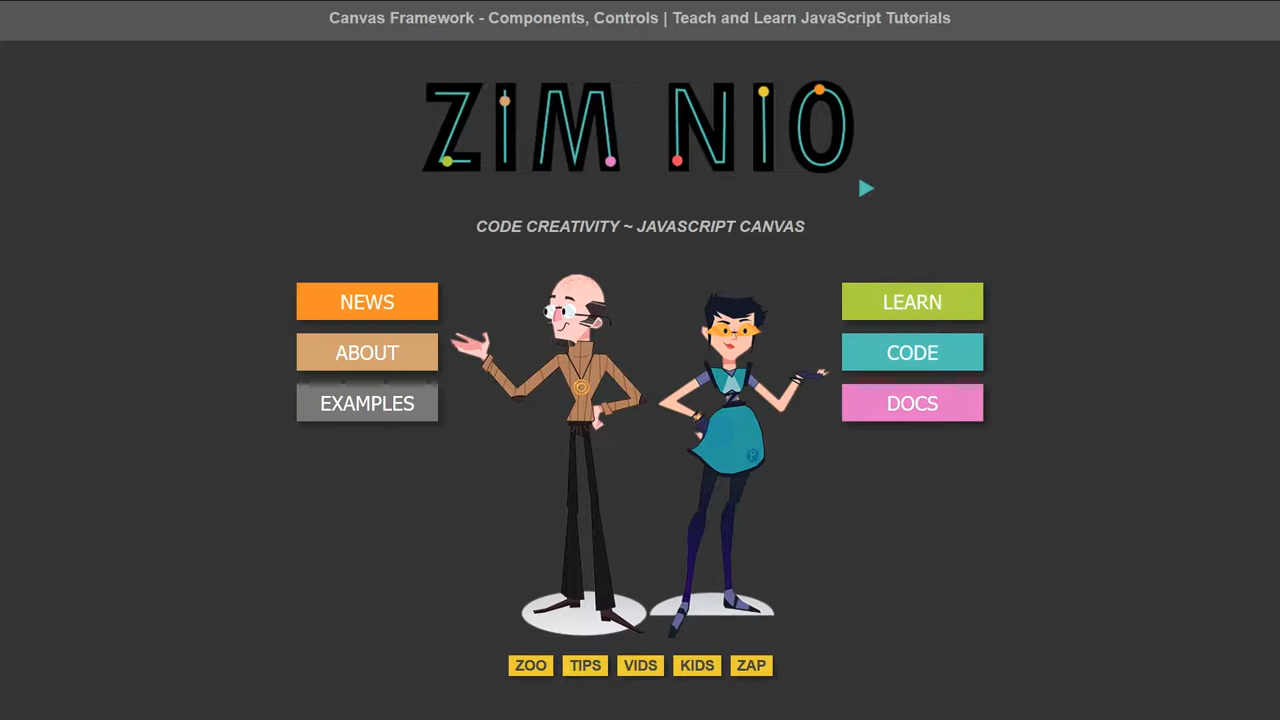 Canvas Framework - Components, Controls | Teach and Learn JavaScript Tutorials
ZIM NIO
CODE CREATIVITY ~ JAVASCRIPT CANVAS
NEWS
ABOUT
EXAMPLES
LEARN
CODE
DOCS
P
ZOO TIPS VIDS KIDS ZAP